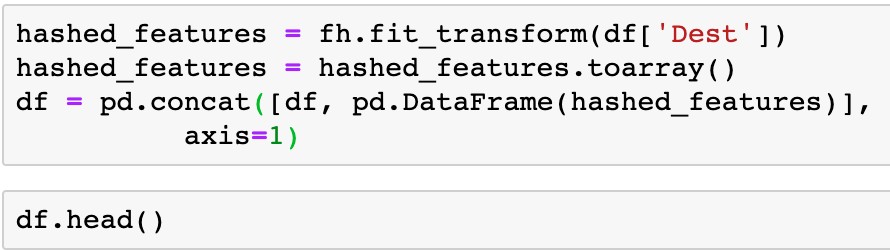 hashed_features = fh.fit_transform(df['Dest'])
hashed_features = hashed_features.toarray()
df = pd.concat([df, pd.DataFrame(hashed_features)],
          axis=1)
df.head()